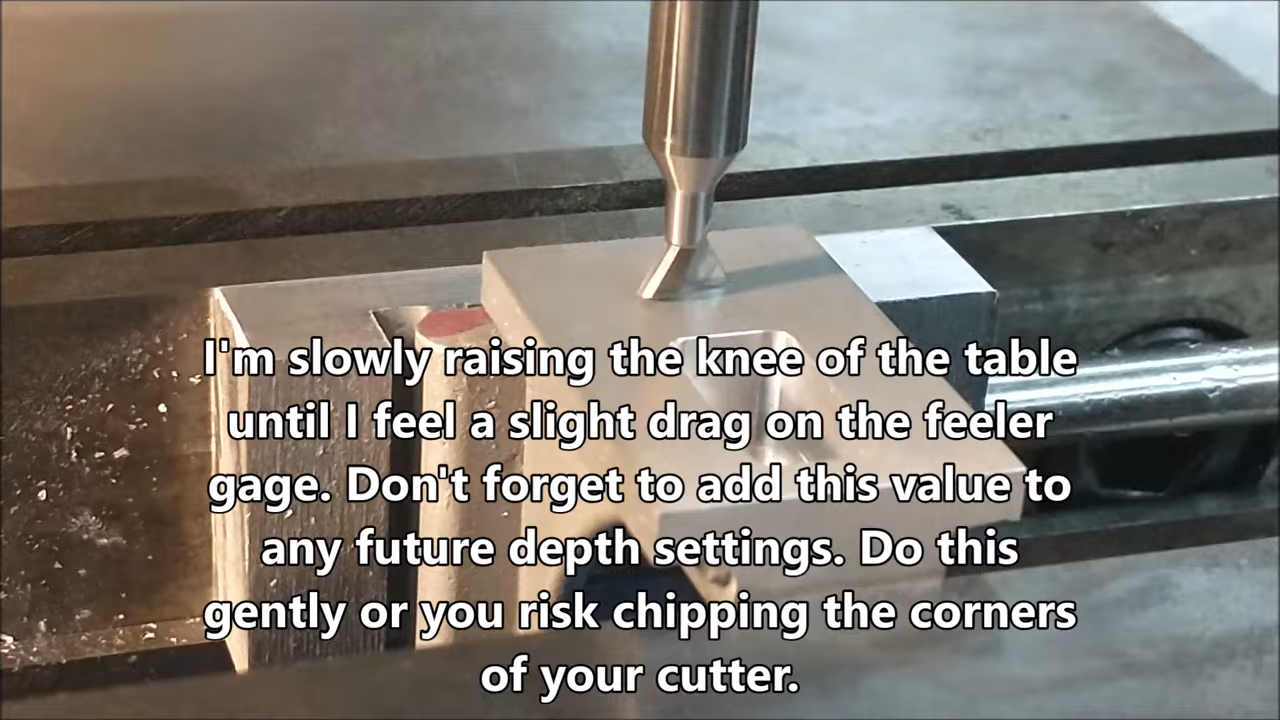 I'm slowly raising the knee of the table
until I feel a slight drag on the feeler
gage. Don't forget to add this value to
any future depth settings. Do this
gently or you risk chipping the corners
of your cutter.